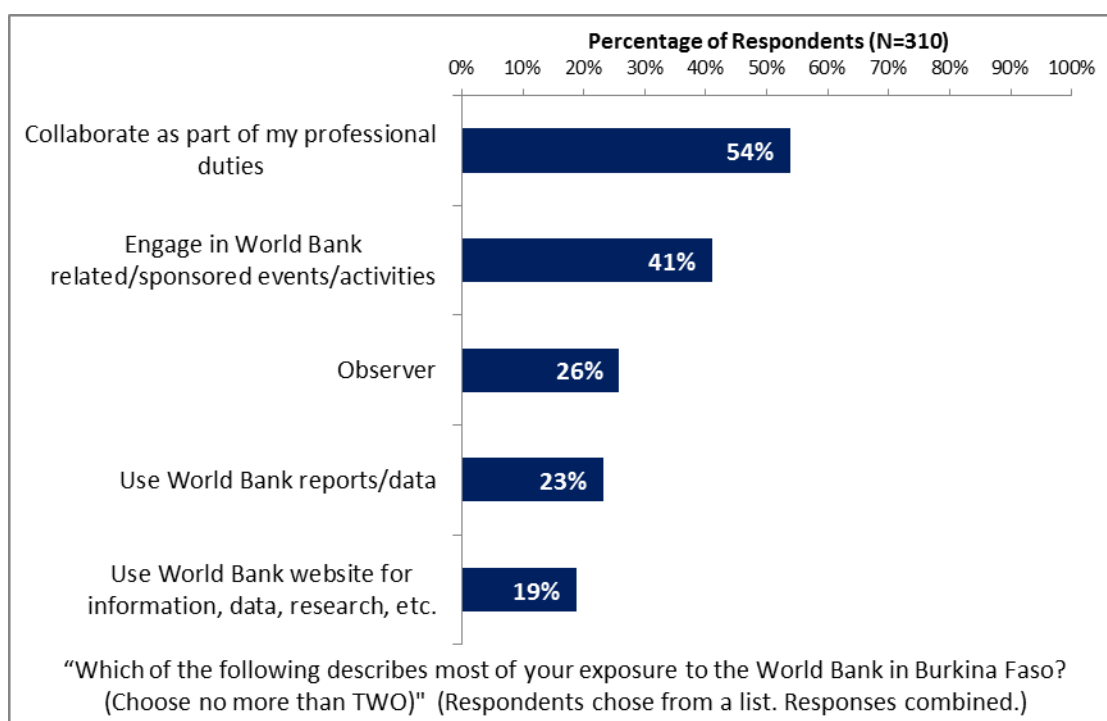 Percentage of Respondents (N=310)
0% 10% 20% 30% 40% 50% 60% 70% 80% 90% 100%
Collaborate as part of my professional
duties
54%
Engage in World Bank
related/sponsored events/activities
41%
Observer
26%
Use World Bank reports/data
23%
Use World Bank website for
information, data, research, etc.
19%
“Which of the following describes most of your exposure to the World Bank in Burkina Faso?
(Choose no more than TWO)" (Respondents chose from a list. Responses combined.)